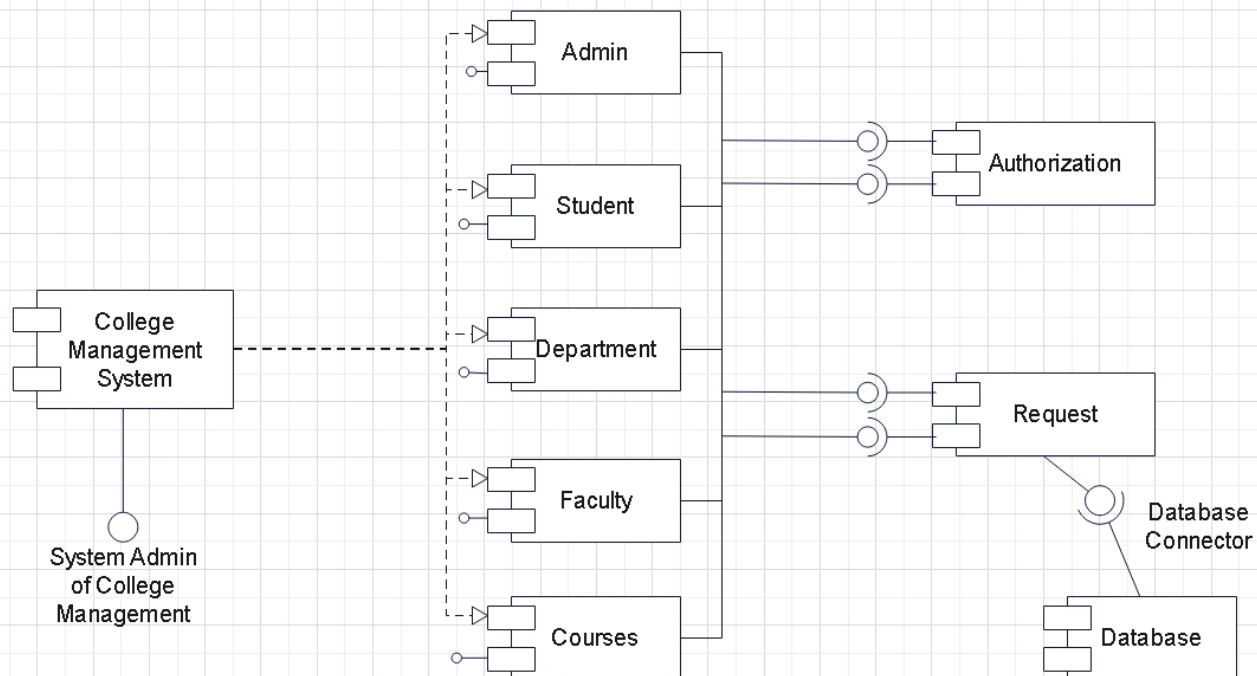 Admin
Authorization
Student
College
Management
System
Department
Request
Faculty
Database
Connector
System Admin
of College
Management
Courses
Database